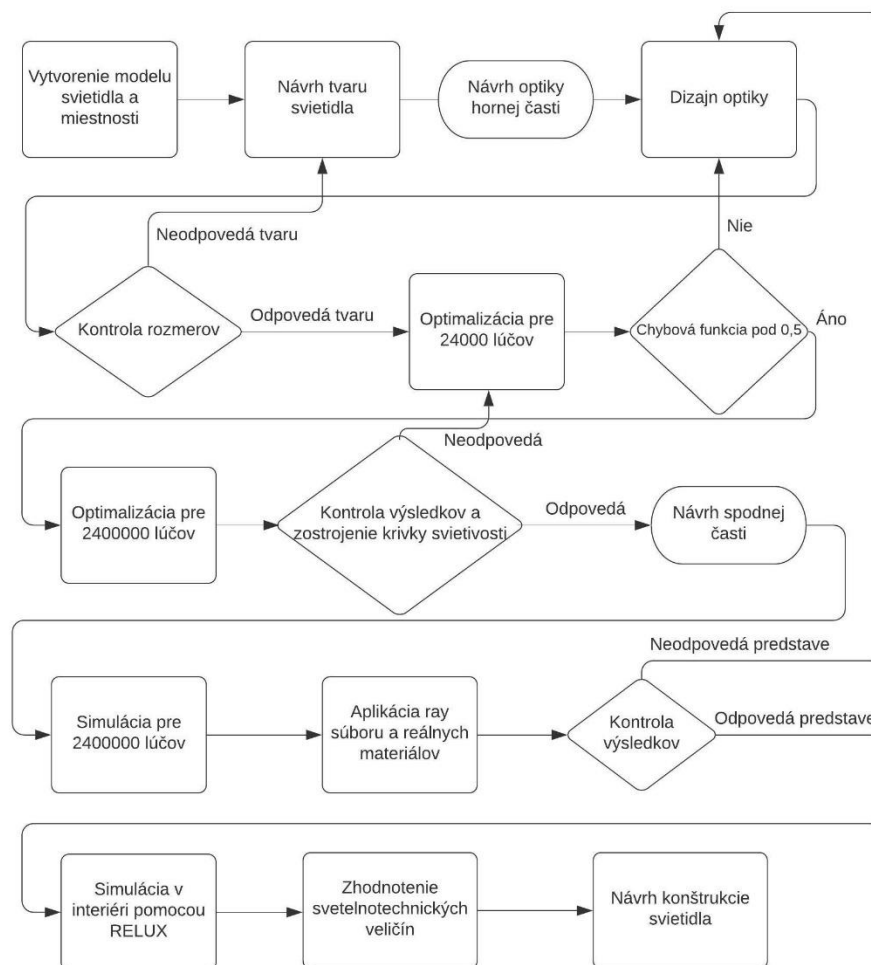 Vytvorenie modelu
svietidla a
miestnosti
Návrh tvaru
svietidla
Návrh optiky
hornej časti
Dizajn optiky
Neodpovedá tvaru
Nie
Kontrola rozmerov
Odpovedá tvaru
Optimalizácia pre
24000 lúčov
Chybová funkcia pod 0,5
Áno
Neodpovedá
Optimalizácia pre
2400000 lúčov
Kontrola výsledkov a
zostrojenie krivky svietivosti
Odpovedá
Návrh spodnej
časti
Neodpovedá predstave
Simulácia pre
2400000 lúčov
Aplikácia ray
súboru a reálnych
materiálov
Kontrola
výsledkov
Odpovedá predstave
Simulácia v
interiéri pomocou
RELUX
Zhodnotenie
svetelnotechnických
veličín
Návrh konštrukcie
svietidla